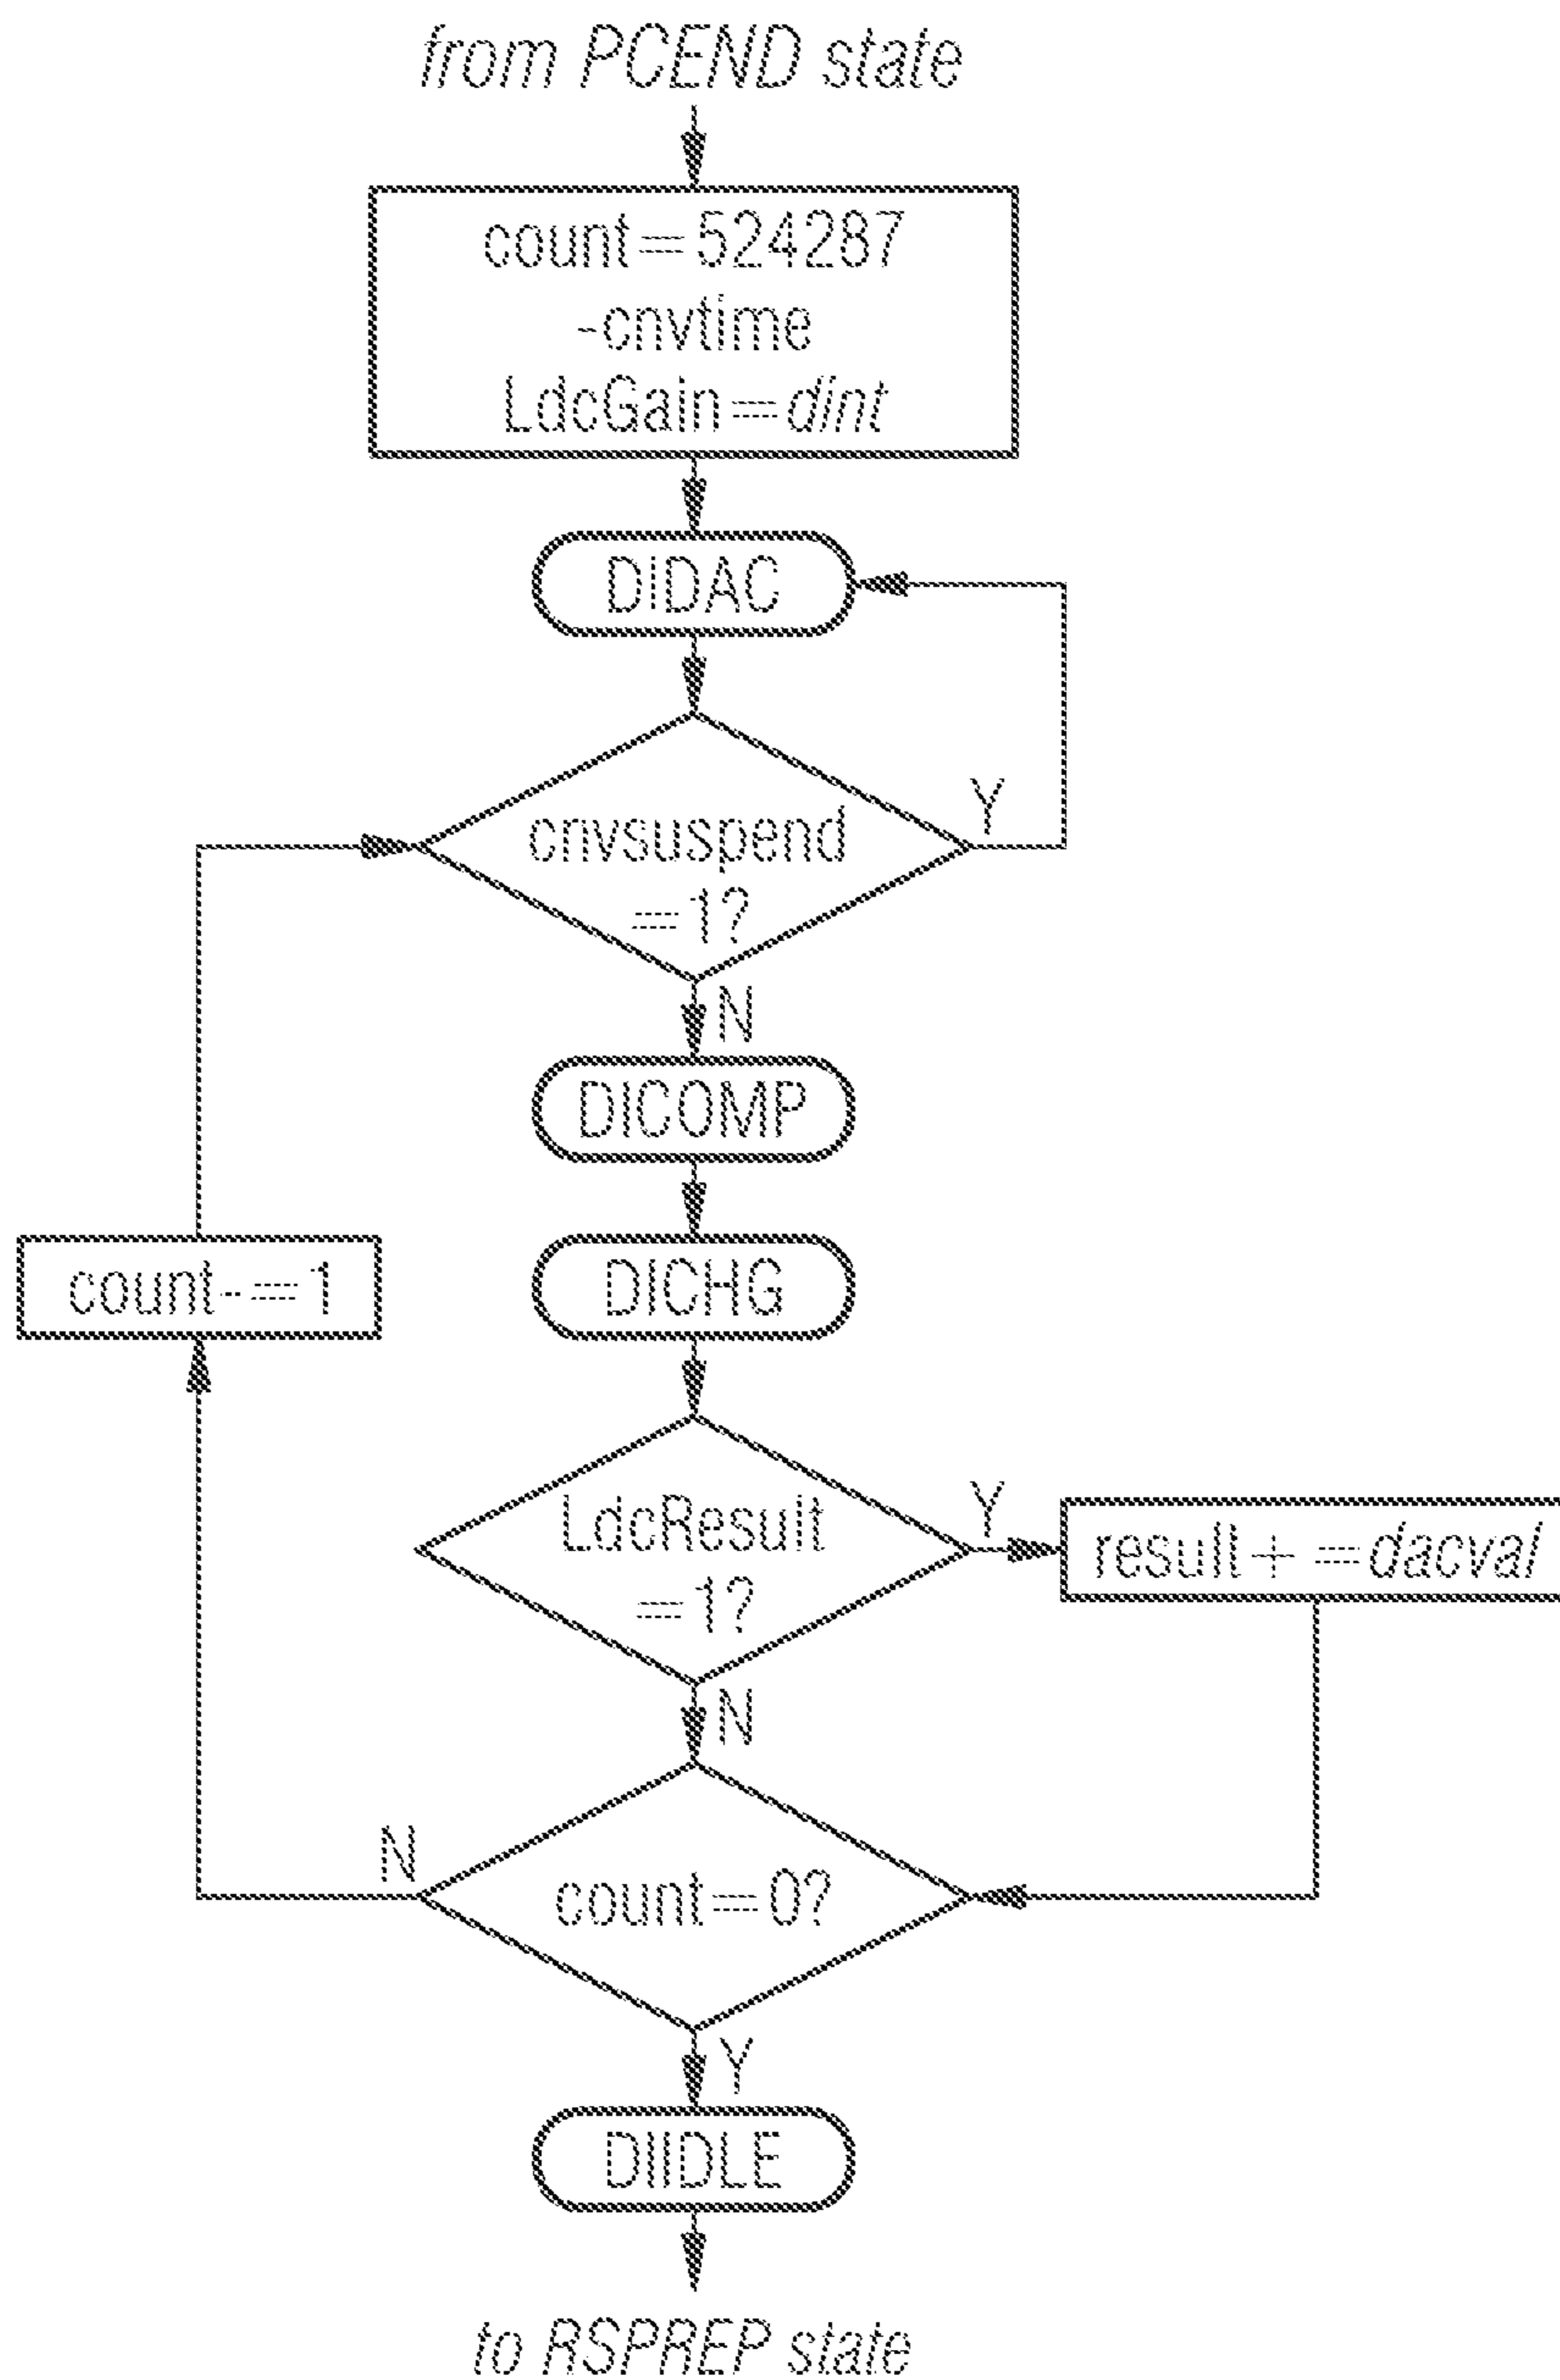 from PCEND state
count=524287
-cnvtime
LdcGain=dint
DIDAC
cnvsuspend
=1?
Y
N
DICOMP
DICHG
count-=1
LdcResult
=1?
Y
result+=dacval
N
count=0?
N
Y
DIIDLE
to RSPREP state